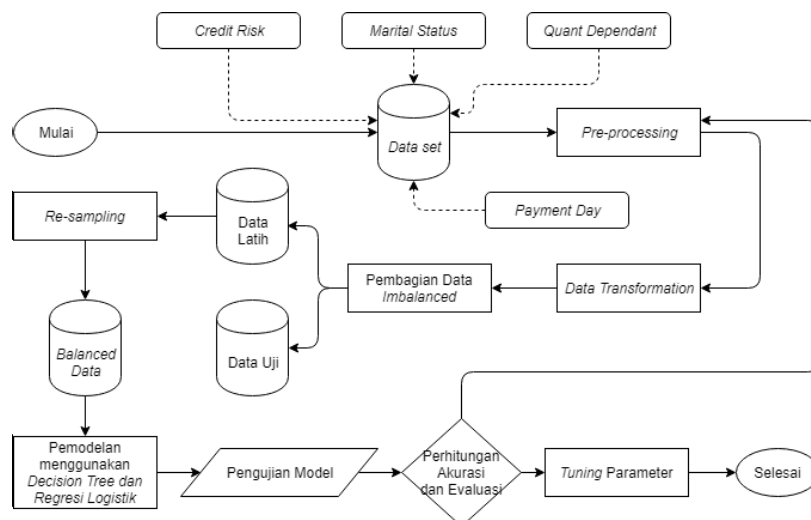 Credit Risk
Marital Status
Quant Dependant
Mulai
Data set
Pre-processing
Payment Day
Re-sampling
Data
Latih
Pembagian Data
Imbalanced
Data Transformation
Data Uji
Balanced
Data
Pemodelan
menggunakan
Decision Tree dan
Regresi Logistik
Pengujian Model
Perhitungan
Akurasi
dan Evaluasi
Tuning Parameter
Selesai